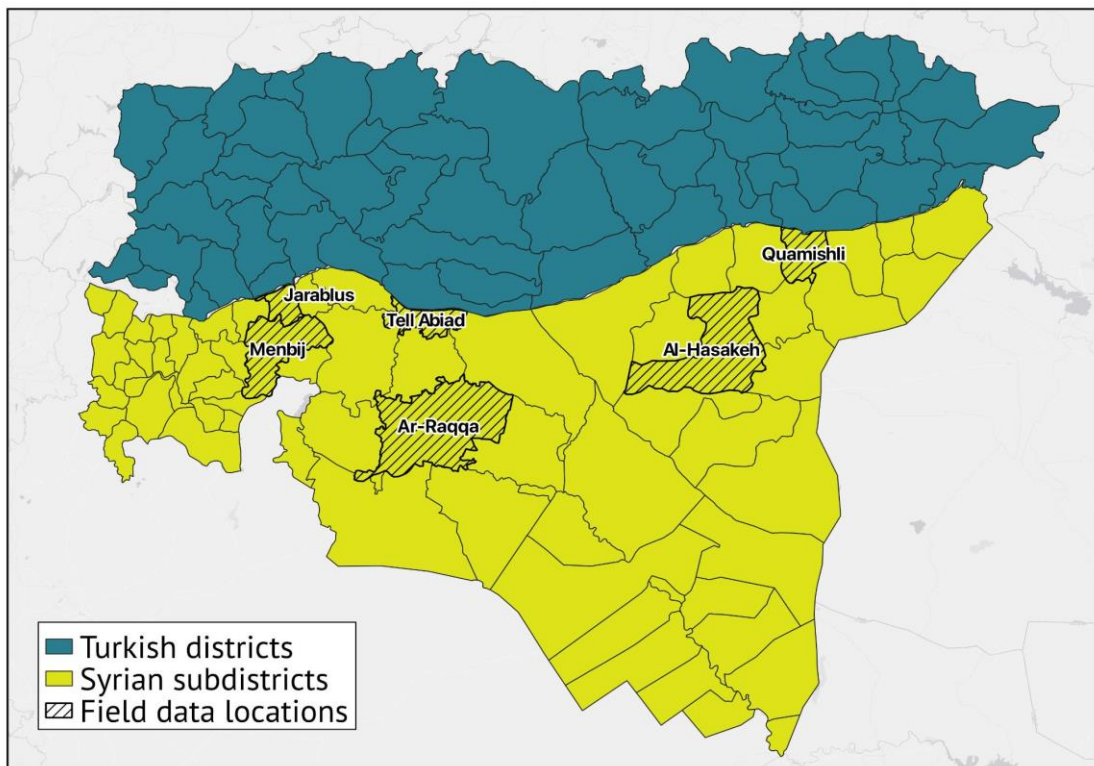 Quamishli
Jarablus
Tell Abiad
Menbij
Al-Hasakeh
Ar-Raqqa
Turkish districts
Syrian subdistricts
Field data locations